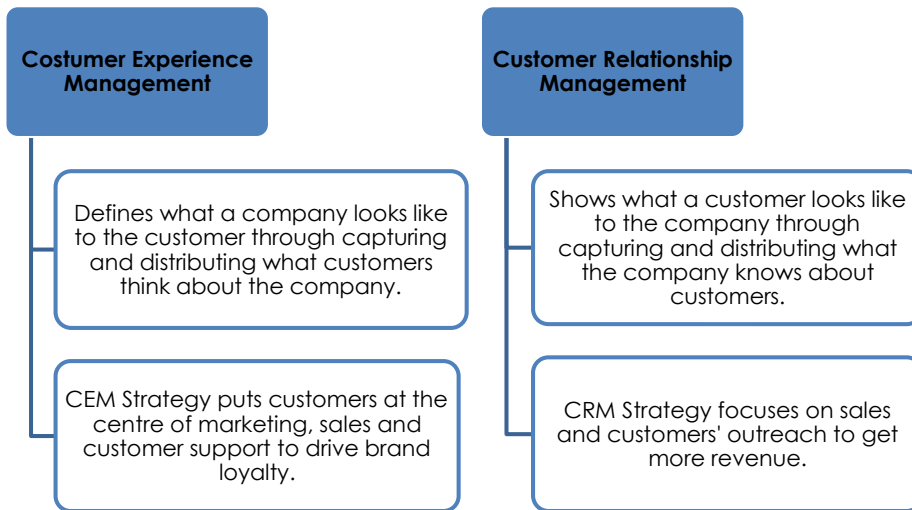 Costumer Experience
Management
Defines what a company looks like
to the customer through capturing
and distributing what customers
think about the company.
CEM Strategy puts customers at the
centre of marketing, sales and
customer support to drive brand
loyalty.
Customer Relationship
Management
Shows what a customer looks like
to the company through
capturing and distributing what
the company knows about
customers.
CRM Strategy focuses on sales
and customers' outreach to get
more revenue.